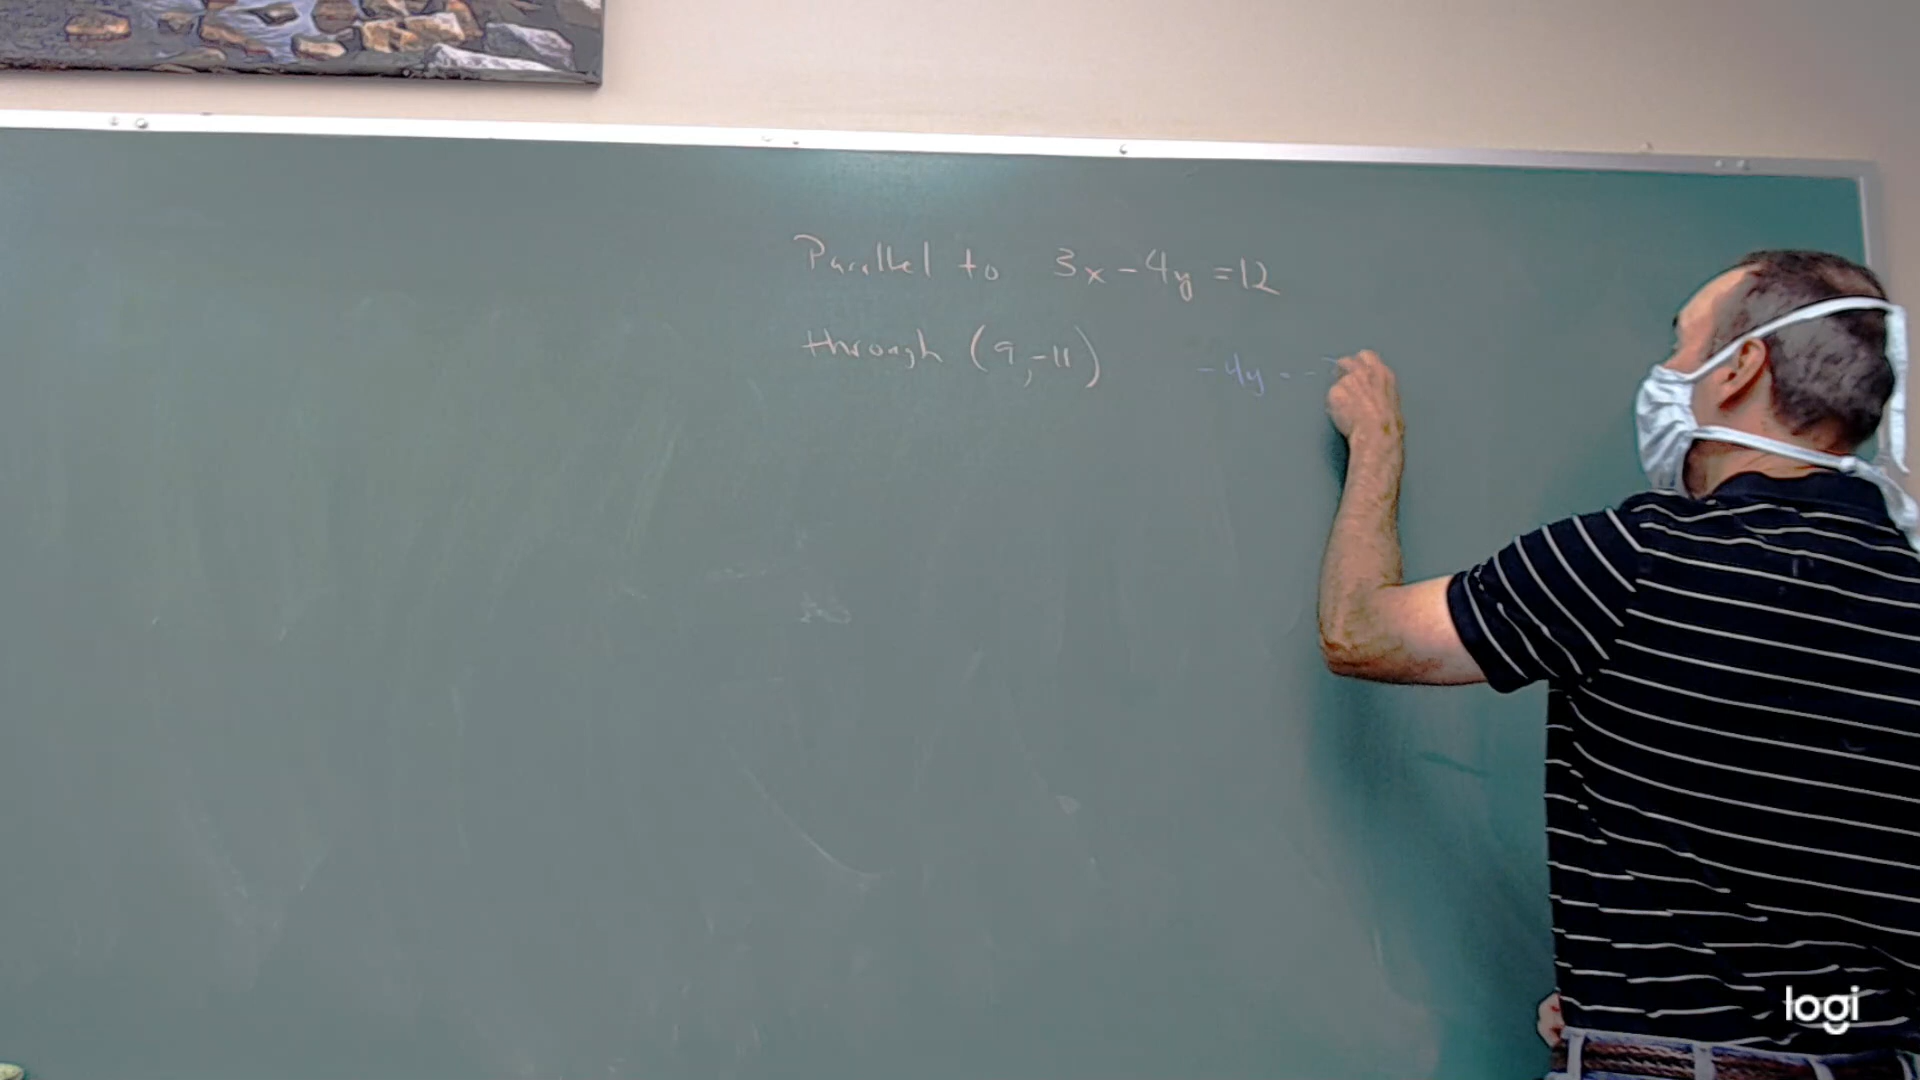 Parallel to 3x - 4y = 12
through (9, -11)
-4y = -
logi